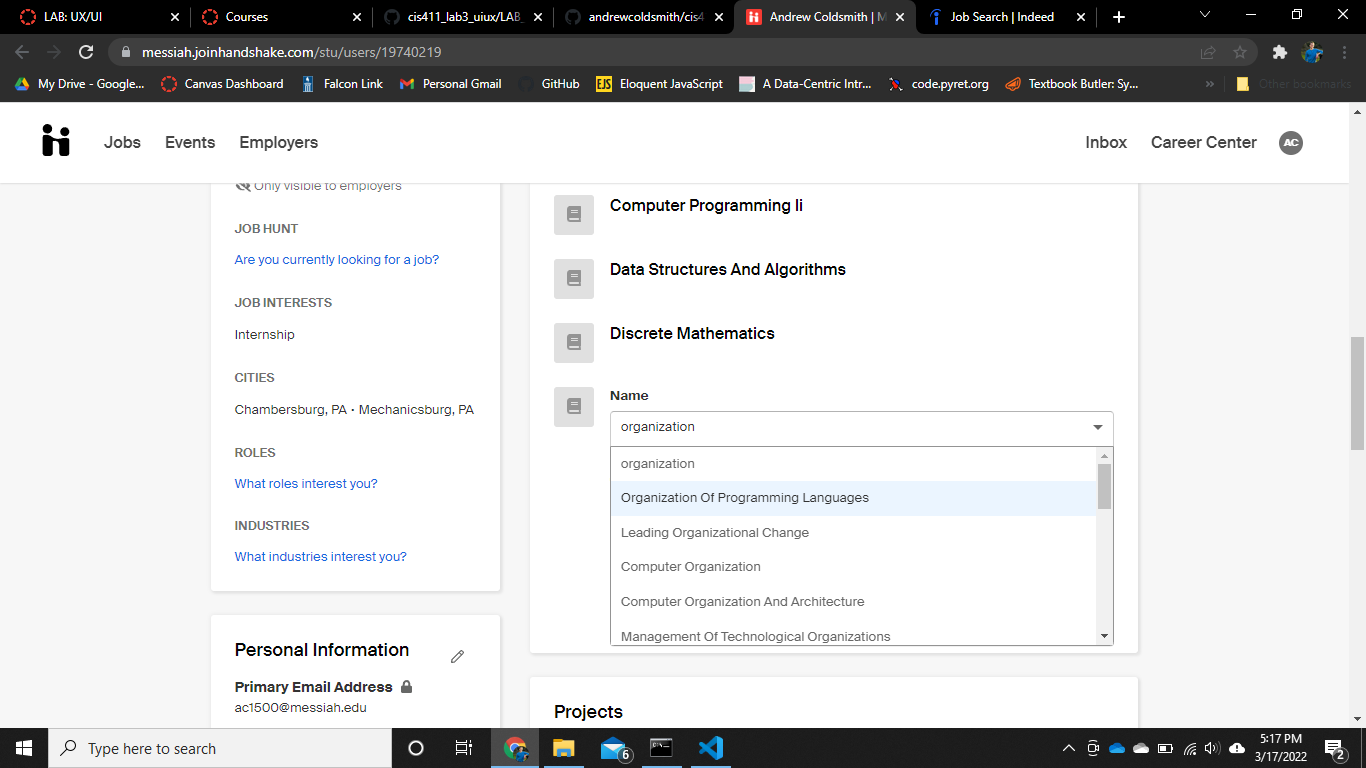 LAB: UX/UI
Courses
cis411_lab3_uiux/LAB_
andrewcoldsmith/cis4
Andrew Coldsmith | M
Job Search | Indeed
messiah.joinhandshake.com/stu/users/19740219
My Drive - Google...
Canvas Dashboard
Falcon Link
Personal Gmail
GitHub
EJS
Eloquent JavaScript
A Data-Centric Intr...
code.pyret.org
Textbook Butler: Sy...
»
Other bookmarks
Jobs
Events
Employers
Inbox
Career Center
AC
Only visible to employers
JOB HUNT
Are you currently looking for a job?
JOB INTERESTS
Internship
CITIES
Chambersburg, PA • Mechanicsburg, PA
ROLES
What roles interest you?
INDUSTRIES
What industries interest you?
Personal Information
Primary Email Address
ac1500@messiah.edu
Computer Programming Ii
Data Structures And Algorithms
Discrete Mathematics
Name
organization
organization
Organization Of Programming Languages
Leading Organizational Change
Computer Organization
Computer Organization And Architecture
Management Of Technological Organizations
Projects
Type here to search
6
5:17 PM
3/17/2022
2